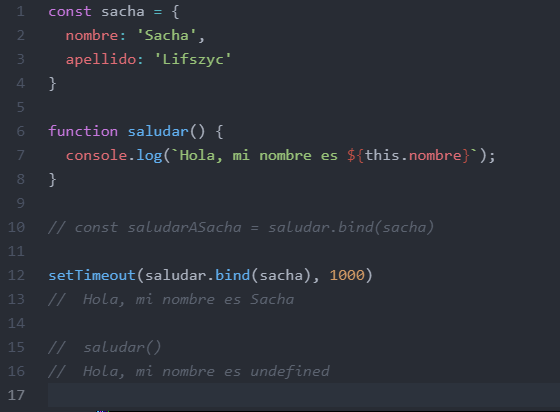 1 const sacha = {
2 nombre: 'Sacha',
3 apellido: 'Lifszyc'
4 }
5
6 function saludar() {
7 console.log(`Hola, mi nombre es ${this.nombre}`);
8 }
9
10 // const saludarASacha = saludar.bind(sacha)
11
12 setTimeout(saludar.bind(sacha), 1000)
13 // Hola, mi nombre es Sacha
14
15 // saludar()
16 // Hola, mi nombre es undefined
17